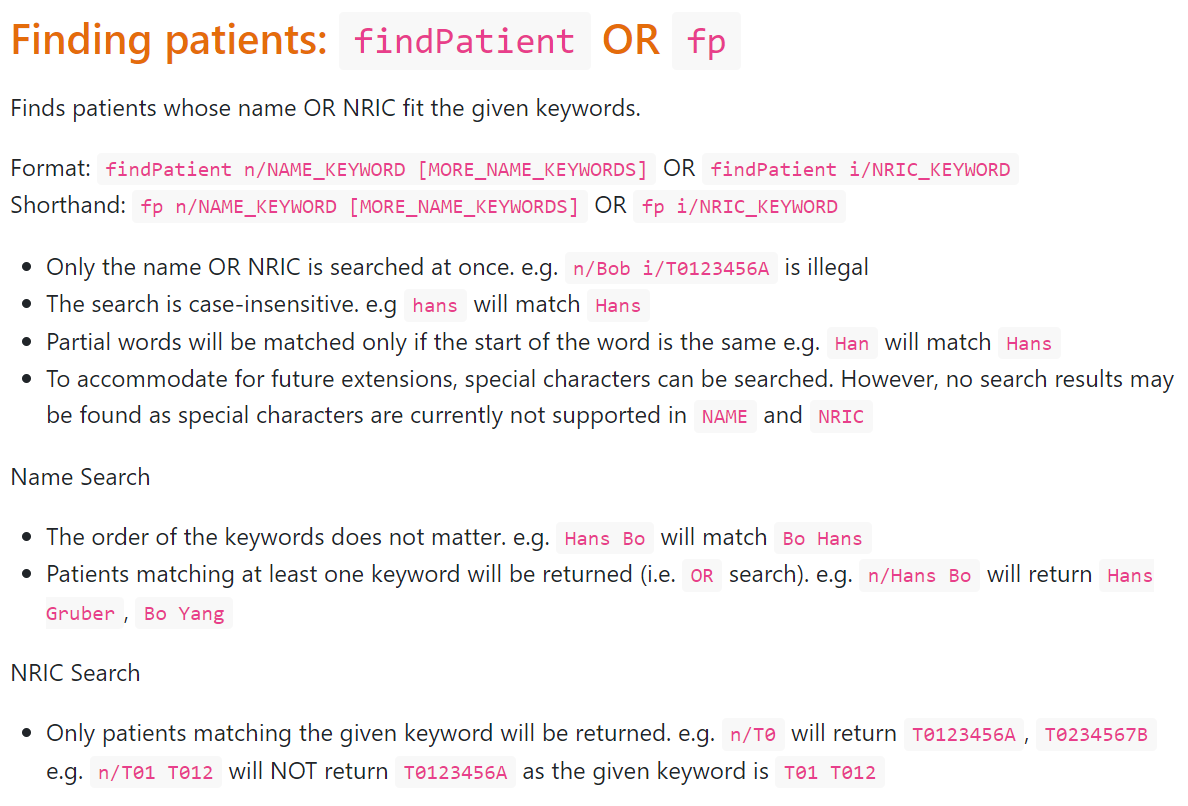 Finding patients: findPatient OR fp
Finds patients whose name OR NRIC fit the given keywords.
Format: findPatient n/NAME_KEYWORD [MORE_NAME_KEYWORDS] OR findPatient i/NRIC_KEYWORD
Shorthand: fp n/NAME_KEYWORD [MORE_NAME_KEYWORDS] OR fp i/NRIC_KEYWORD
• Only the name OR NRIC is searched at once. e.g. n/Bob i/T0123456A is illegal
• The search is case-insensitive. e.g hans will match Hans
• Partial words will be matched only if the start of the word is the same e.g. Han will match Hans
• To accommodate for future extensions, special characters can be searched. However, no search results may
be found as special characters are currently not supported in NAME and NRIC
Name Search
• The order of the keywords does not matter. e.g. Hans Bo will match Bo Hans
• Patients matching at least one keyword will be returned (i.e. OR search). e.g. n/Hans Bo will return Hans
Gruber , Bo Yang
NRIC Search
• Only patients matching the given keyword will be returned. e.g. n/T0 will return T0123456A , T0234567B
e.g. n/T01 T012 will NOT return T0123456A as the given keyword is T01 T012